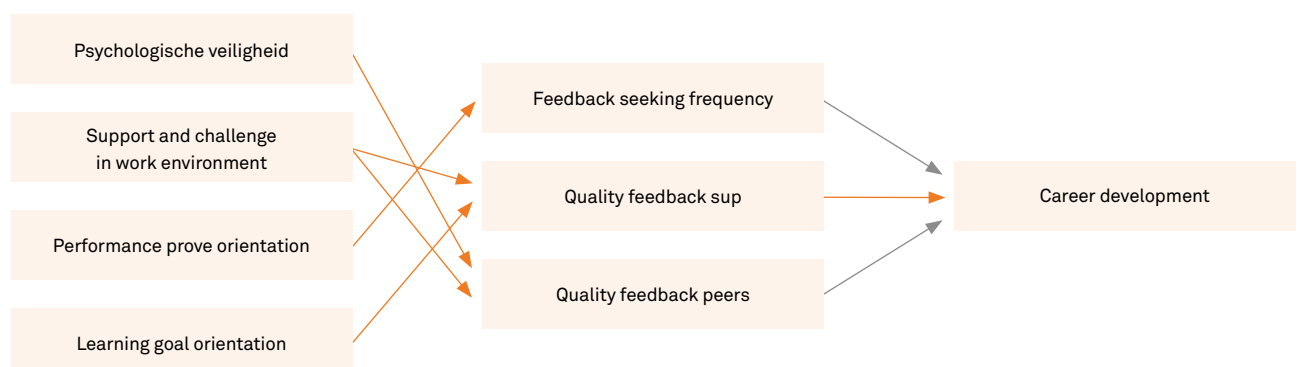 Psychologische veiligheid
Support and challenge
in work environment
Performance prove orientation
Learning goal orientation
Feedback seeking frequency
Quality feedback sup
Quality feedback peers
Career development